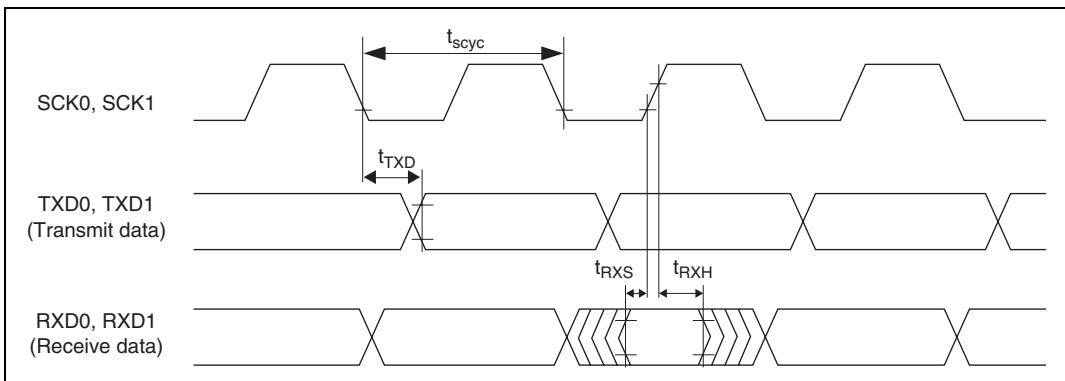 tscyc
SCK0, SCK1
tTXD
TXD0, TXD1
(Transmit data)
tRXS tRXH
RXD0, RXD1
(Receive data)